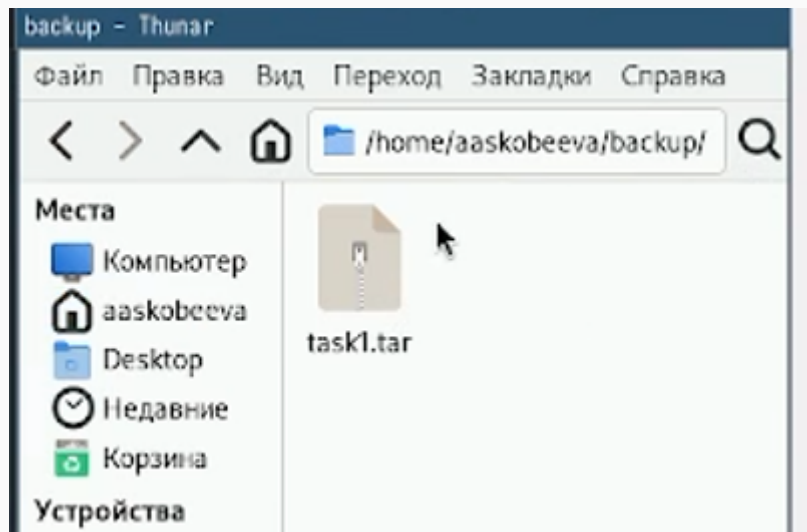 backup - Thunar
Файл Правка Вид Переход Закладки Справка
/home/aaskobeeva/backup/
Места
Компьютер
aaskobeeva
Desktop
Недавние
Корзина
Устройства
task1.tar